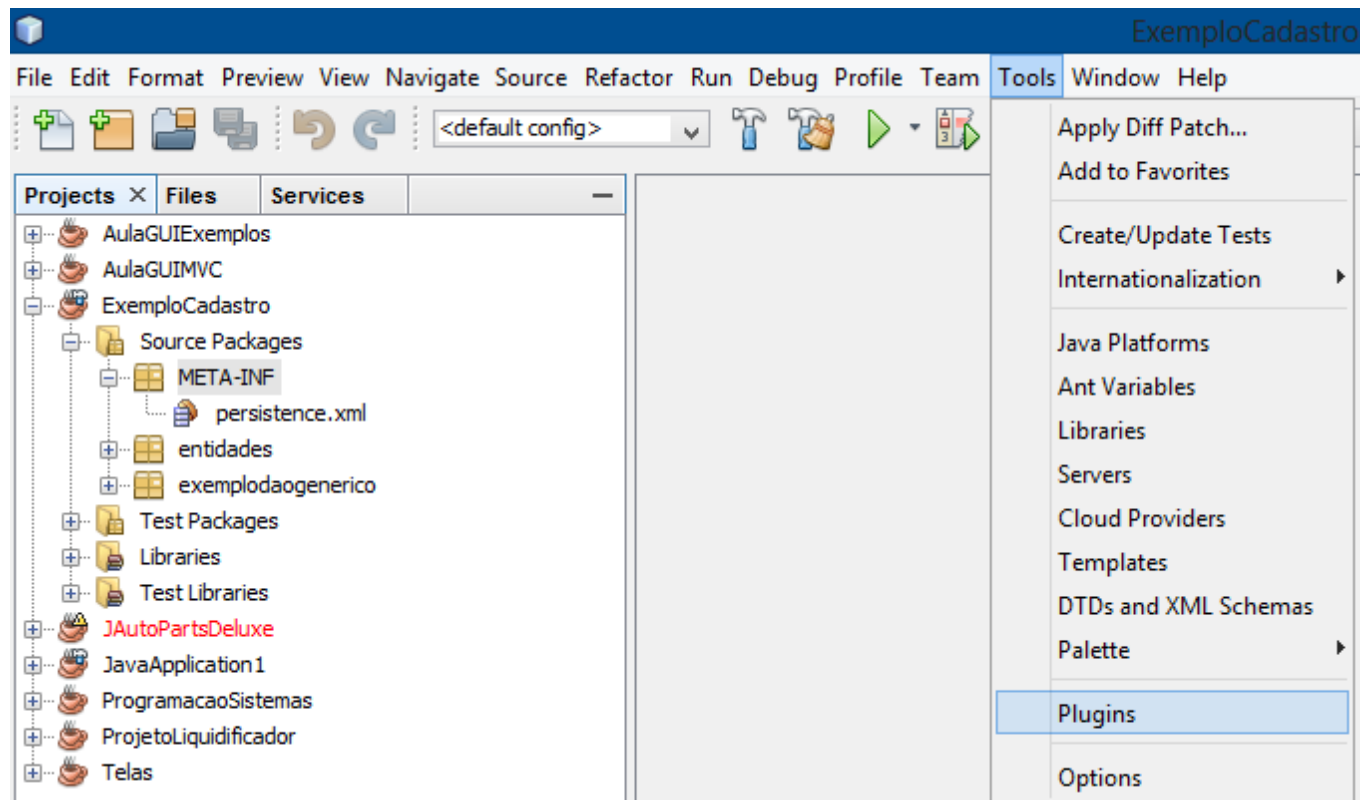 ExemploCadastro
File Edit Format Preview View Navigate Source Refactor Run Debug Profile Team Tools Window Help
<default config>
Projects Files Services
AulaGUIExemplos
AulaGUIMVC
ExemploCadastro
Source Packages
META-INF
persistence.xml
entidades
exemplodaogenerico
Test Packages
Libraries
Test Libraries
JAutoPartsDeluxe
JavaApplication1
ProgramacaoSistemas
ProjetoLiquidificador
Telas
Apply Diff Patch...
Add to Favorites
Create/Update Tests
Internationalization
Java Platforms
Ant Variables
Libraries
Servers
Cloud Providers
Templates
DTDs and XML Schemas
Palette
Plugins
Options